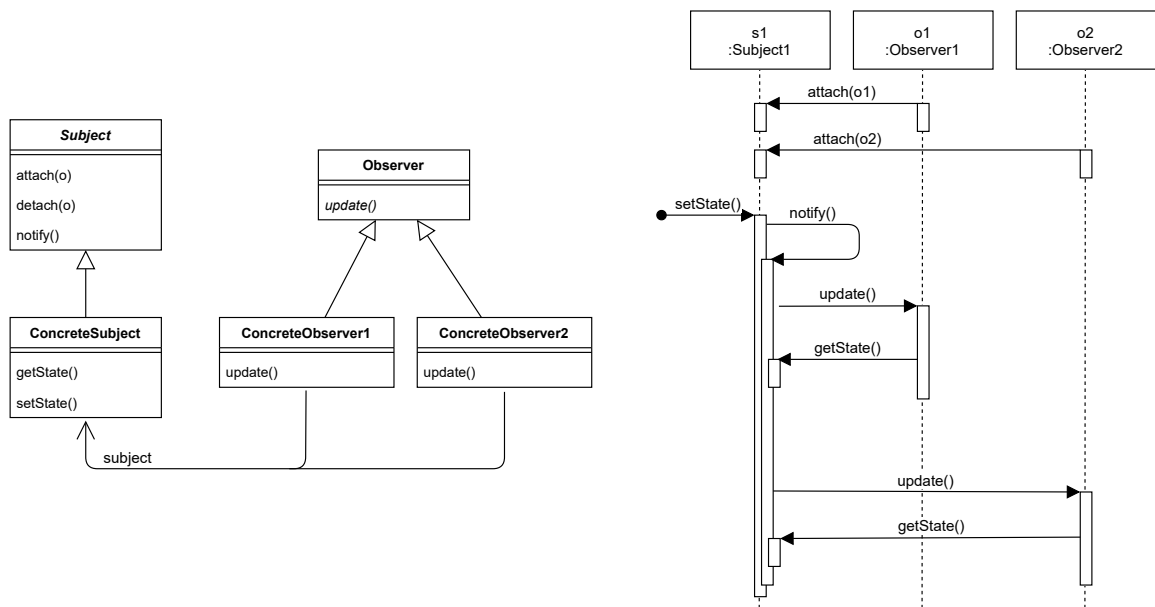 Subject
attach(o)
detach(o)
notify()
Observer
update()
ConcreteSubject
getState()
setState()
ConcreteObserver1
update()
ConcreteObserver2
update()
subject
s1
:Subject1
o1
:Observer1
o2
:Observer2
attach(o1)
attach(o2)
setState()
notify()
update()
getState()
update()
getState()